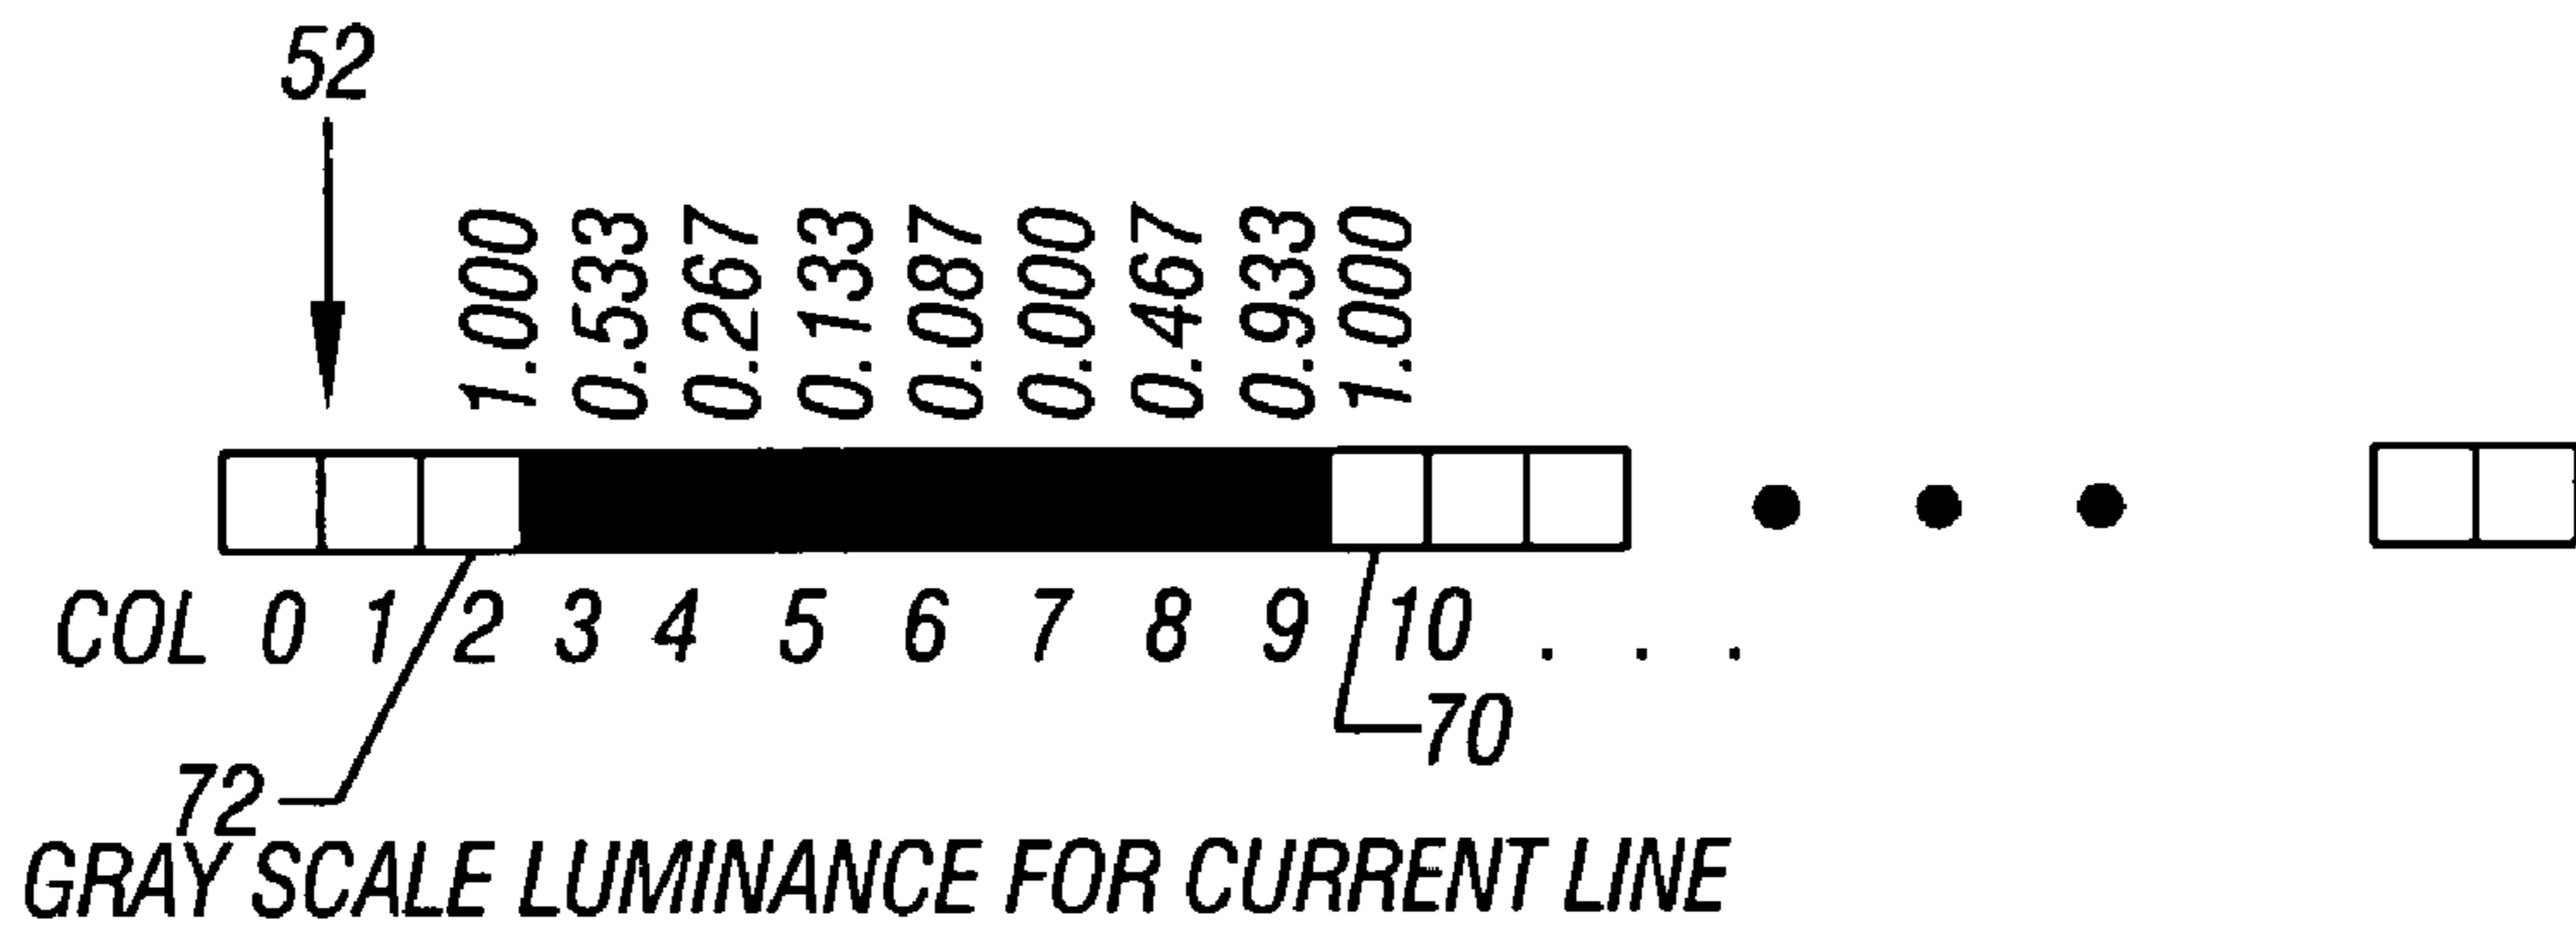 52
1.000 0.533 0.267 0.133 0.087 0.000 0.467 0.933 1.000
COL 0 1 2 3 4 5 6 7 8 9 10 . . .
70
72
GRAY SCALE LUMINANCE FOR CURRENT LINE